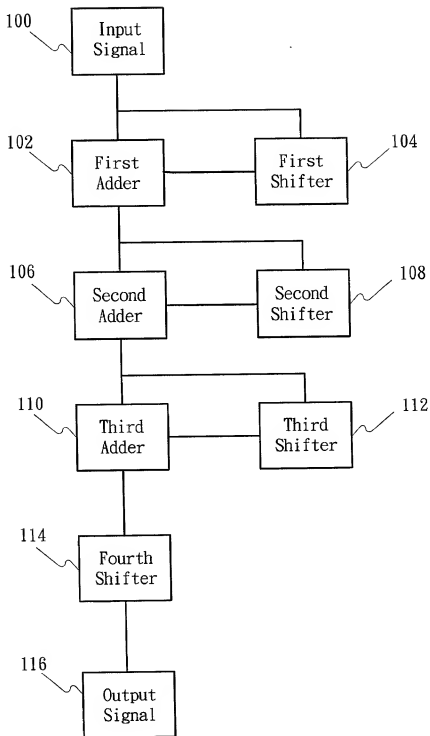 100
Input
Signal
102
First
Adder
First
Shifter
104
106
Second
Adder
Second
Shifter
108
110
Third
Adder
Third
Shifter
112
114
Fourth
Shifter
116
Output
Signal